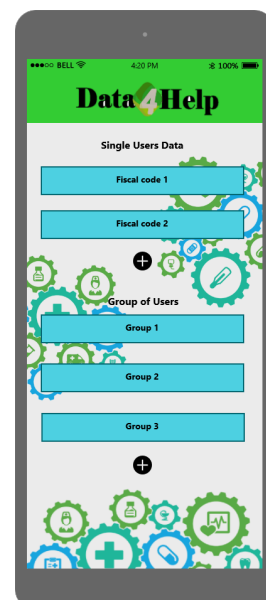 BELL 4:20 PM 100%
Data4Help
Single Users Data
Fiscal code 1
Fiscal code 2
Group of Users
Group 1
Group 2
Group 3